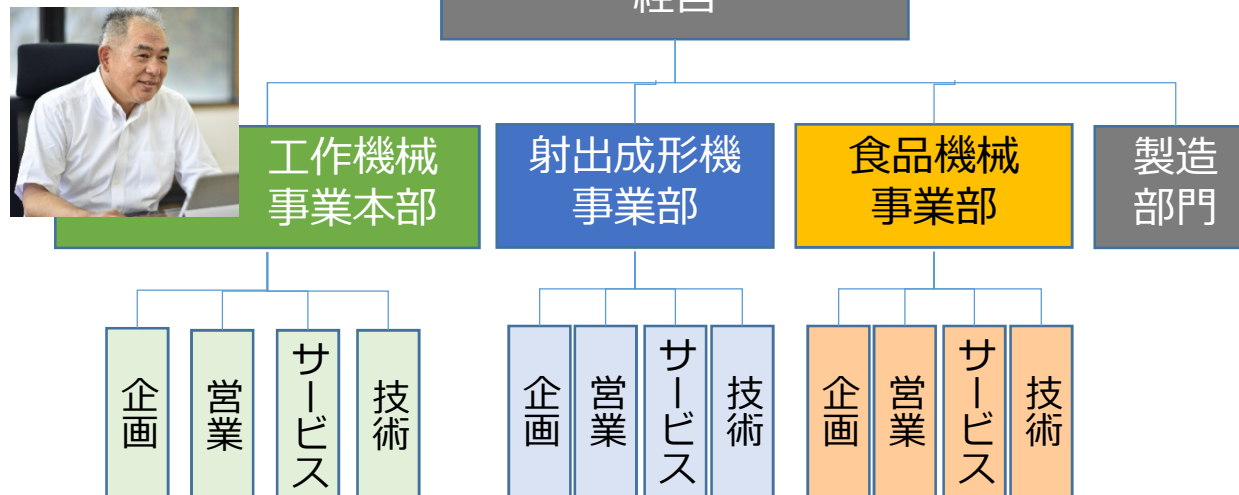 経営
工作機械
事業本部
射出成形機
事業部
食品機械
事業部
製造
部門
企画
営業
サービス
技術
企画
営業
サービス
技術
企画
営業
サービス
技術